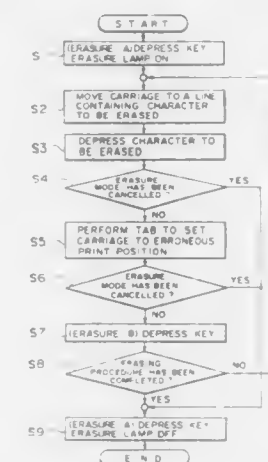 START
S
(ERASURE A) DEPRESS KEY
ERASURE LAMP ON
S2
MOVE CARRIAGE TO A LINE
CONTAINING CHARACTER
TO BE ERASED
S3
DEPRESS CHARACTER TO
BE ERASED
S4
ERASURE
MODE HAS BEEN
CANCELLED ?
YES
NO
S5
PERFORM TAB TO SET
CARRIAGE TO ERRONEOUS
PRINT POSITION
S6
ERASURE
MODE HAS BEEN
CANCELLED ?
YES
NO
S7
(ERASURE B) DEPRESS KEY
S8
ERASING
PROCEDURE HAS BEEN
COMPLETED ?
NO
YES
S9
(ERASURE A) DEPRESS KEY
ERASURE LAMP OFF
END